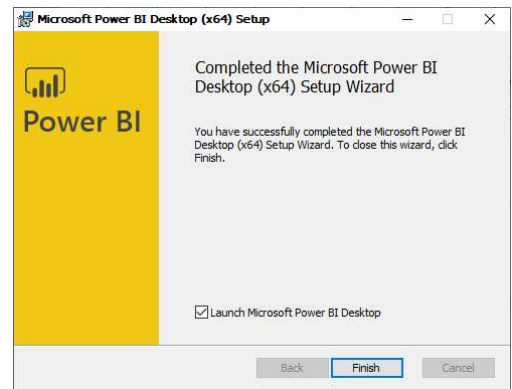 Microsoft Power BI Desktop (x64) Setup
Power BI
Completed the Microsoft Power BI
Desktop (x64) Setup Wizard
You have successfully completed the Microsoft Power BI
Desktop (x64) Setup Wizard. To close this wizard, click
Finish.
Launch Microsoft Power BI Desktop
Back
Finish
Cancel